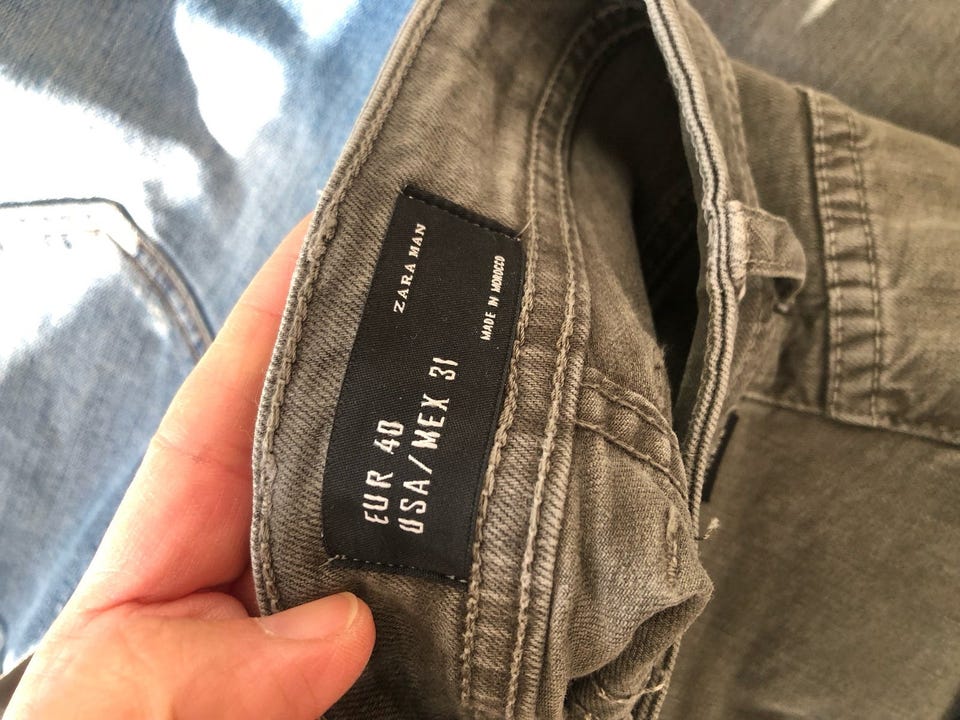 ZARA MAN
MADE IN MOROCCO
EUR 40
USA/MEX 31